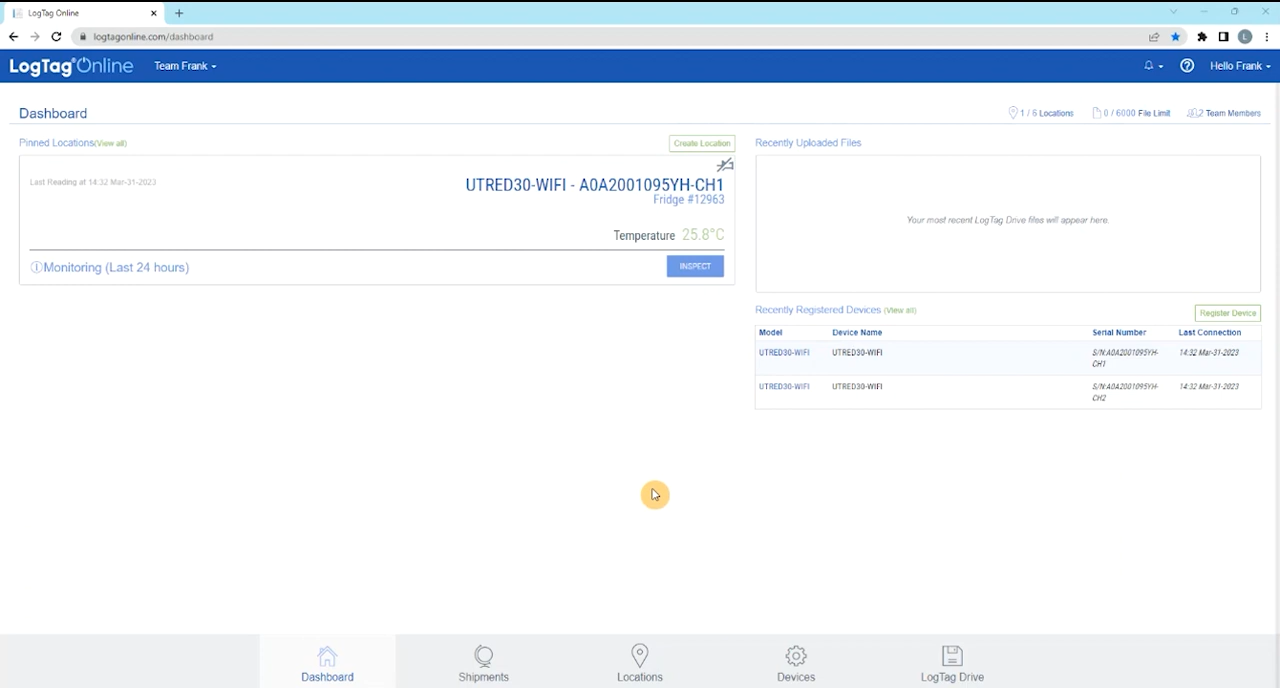 LogTag Online
logtagonline.com/dashboard
L
LogTag Online
Team Frank
Hello Frank
Dashboard
1 / 6 Locations
0 / 6000 File Limit
2 Team Members
Pinned Locations(View all)
Create Location
Last Reading at 14:32 Mar-31-2023
UTRED30-WIFI - A0A2001095YH-CH1
Fridge #12963
Temperature 25.8°C
Monitoring (Last 24 hours)
INSPECT
Recently Uploaded Files
Your most recent LogTag Drive files will appear here.
Recently Registered Devices (View all)
Register Device
Model Device Name Serial Number Last Connection
UTRED30-WIFI UTRED30-WIFI S/N:A0A2001095YH- 14:32 Mar-31-2023
CH1
UTRED30-WIFI UTRED30-WIFI S/N:A0A2001095YH- 14:32 Mar-31-2023
CH2
Dashboard
Shipments
Locations
Devices
LogTag Drive